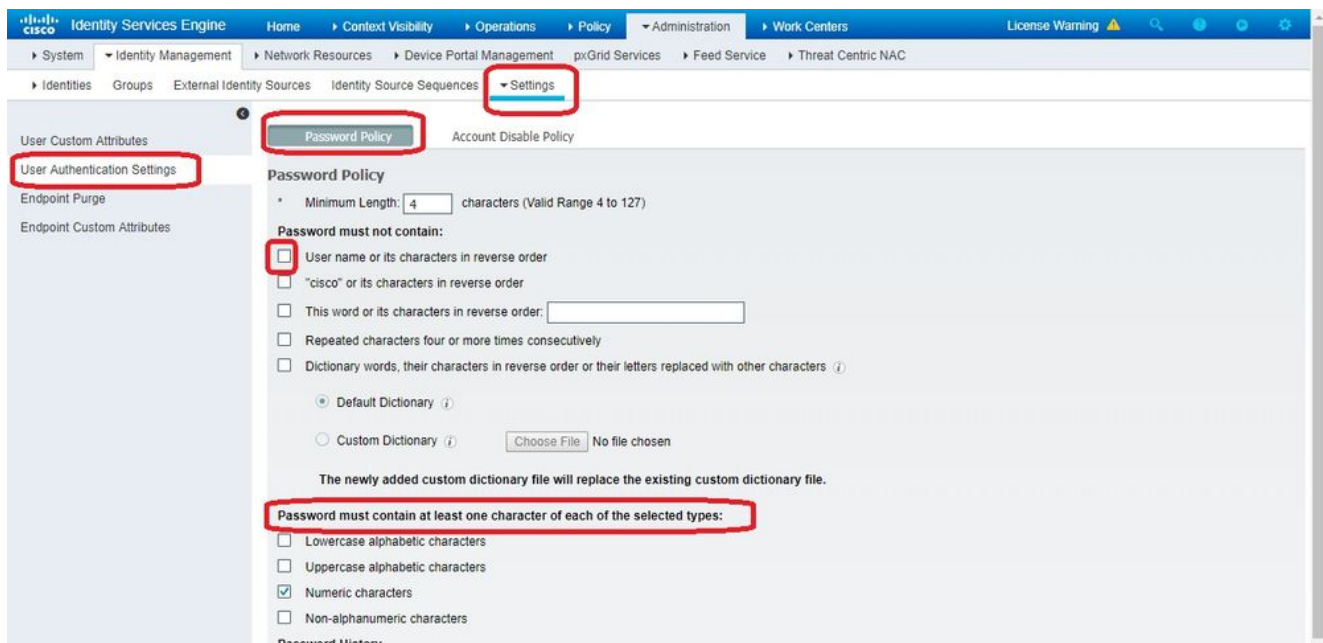 cisco Identity Services Engine Home Context Visibility Operations Policy Administration Work Centers License Warning
System Identity Management Network Resources Device Portal Management pxGrid Services Feed Service Threat Centric NAC
Identities Groups External Identity Sources Identity Source Sequences Settings
User Custom Attributes
User Authentication Settings
Endpoint Purge
Endpoint Custom Attributes
Password Policy Account Disable Policy
Password Policy
* Minimum Length: 4 characters (Valid Range 4 to 127)
Password must not contain:
User name or its characters in reverse order
"cisco" or its characters in reverse order
This word or its characters in reverse order:
Repeated characters four or more times consecutively
Dictionary words, their characters in reverse order or their letters replaced with other characters i
Default Dictionary i
Custom Dictionary i Choose File No file chosen
The newly added custom dictionary file will replace the existing custom dictionary file.
Password must contain at least one character of each of the selected types:
Lowercase alphabetic characters
Uppercase alphabetic characters
Numeric characters
Non-alphanumeric characters
Password History